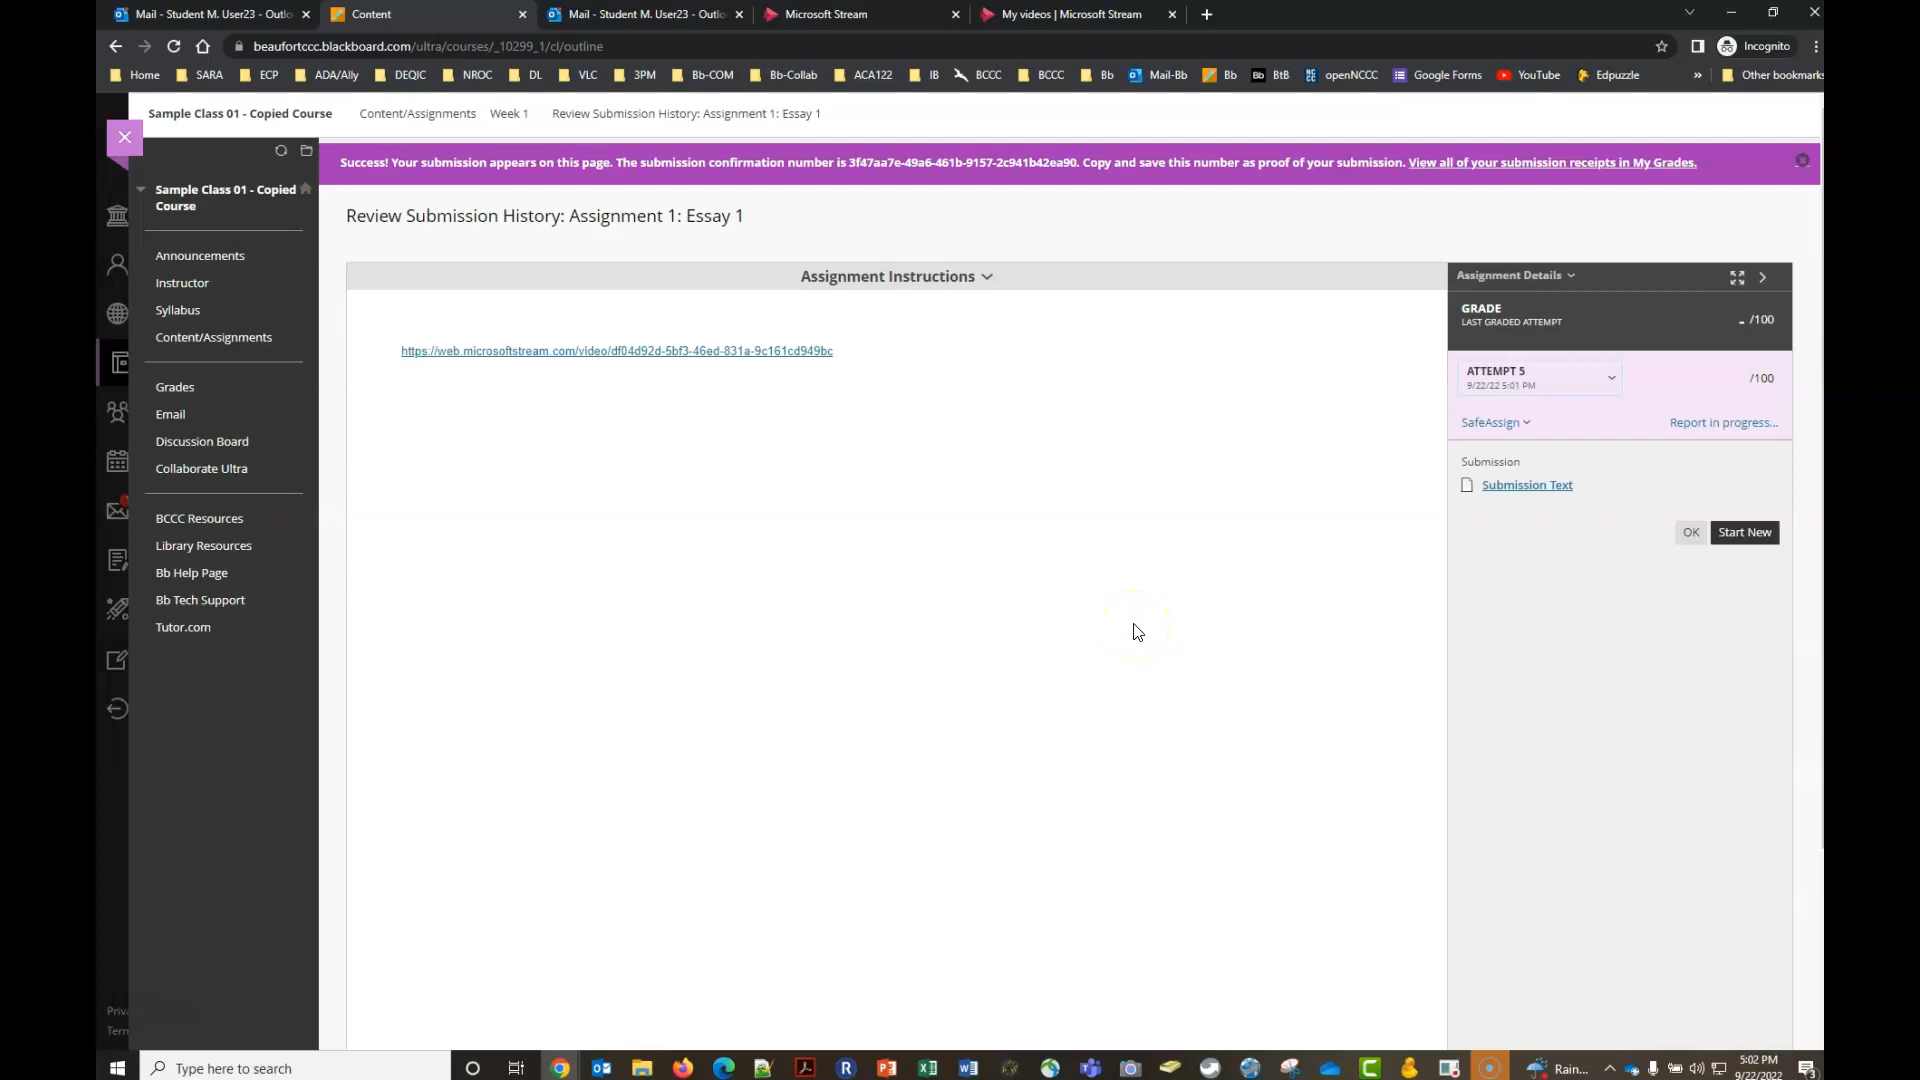 Mail - Student M. User23 - Outlo
Content
Mail - Student M. User23 - Outlo
Microsoft Stream
My videos | Microsoft Stream
beaufortccc.blackboard.com/ultra/courses/_10299_1/cl/outline
Incognito
Home
SARA
ECP
ADA/Ally
DEQIC
NROC
DL
VLC
3PM
Bb-COM
Bb-Collab
ACA122
IB
BCCC
BCCC
Bb
Mail-Bb
Bb
BtB
openNCCC
Google Forms
YouTube
Edpuzzle
»
Other bookmarks
Sample Class 01 - Copied Course
Content/Assignments
Week 1
Review Submission History: Assignment 1: Essay 1
Success! Your submission appears on this page. The submission confirmation number is 3f47aa7e-49a6-461b-9157-2c941b42ea90. Copy and save this number as proof of your submission. View all of your submission receipts in My Grades.
Sample Class 01 - Copied
Course
Announcements
Instructor
Syllabus
Content/Assignments
Grades
Email
Discussion Board
Collaborate Ultra
BCCC Resources
Library Resources
Bb Help Page
Bb Tech Support
Tutor.com
Priva
Term
Review Submission History: Assignment 1: Essay 1
Assignment Instructions
https://web.microsoftstream.com/video/df04d92d-5bf3-46ed-831a-9c161cd949bc
Assignment Details
GRADE
LAST GRADED ATTEMPT
- /100
ATTEMPT 5
9/22/22 5:01 PM
/100
SafeAssign
Report in progress...
Submission
Submission Text
OK
Start New
Type here to search
Rain...
5:02 PM
9/22/2022
3